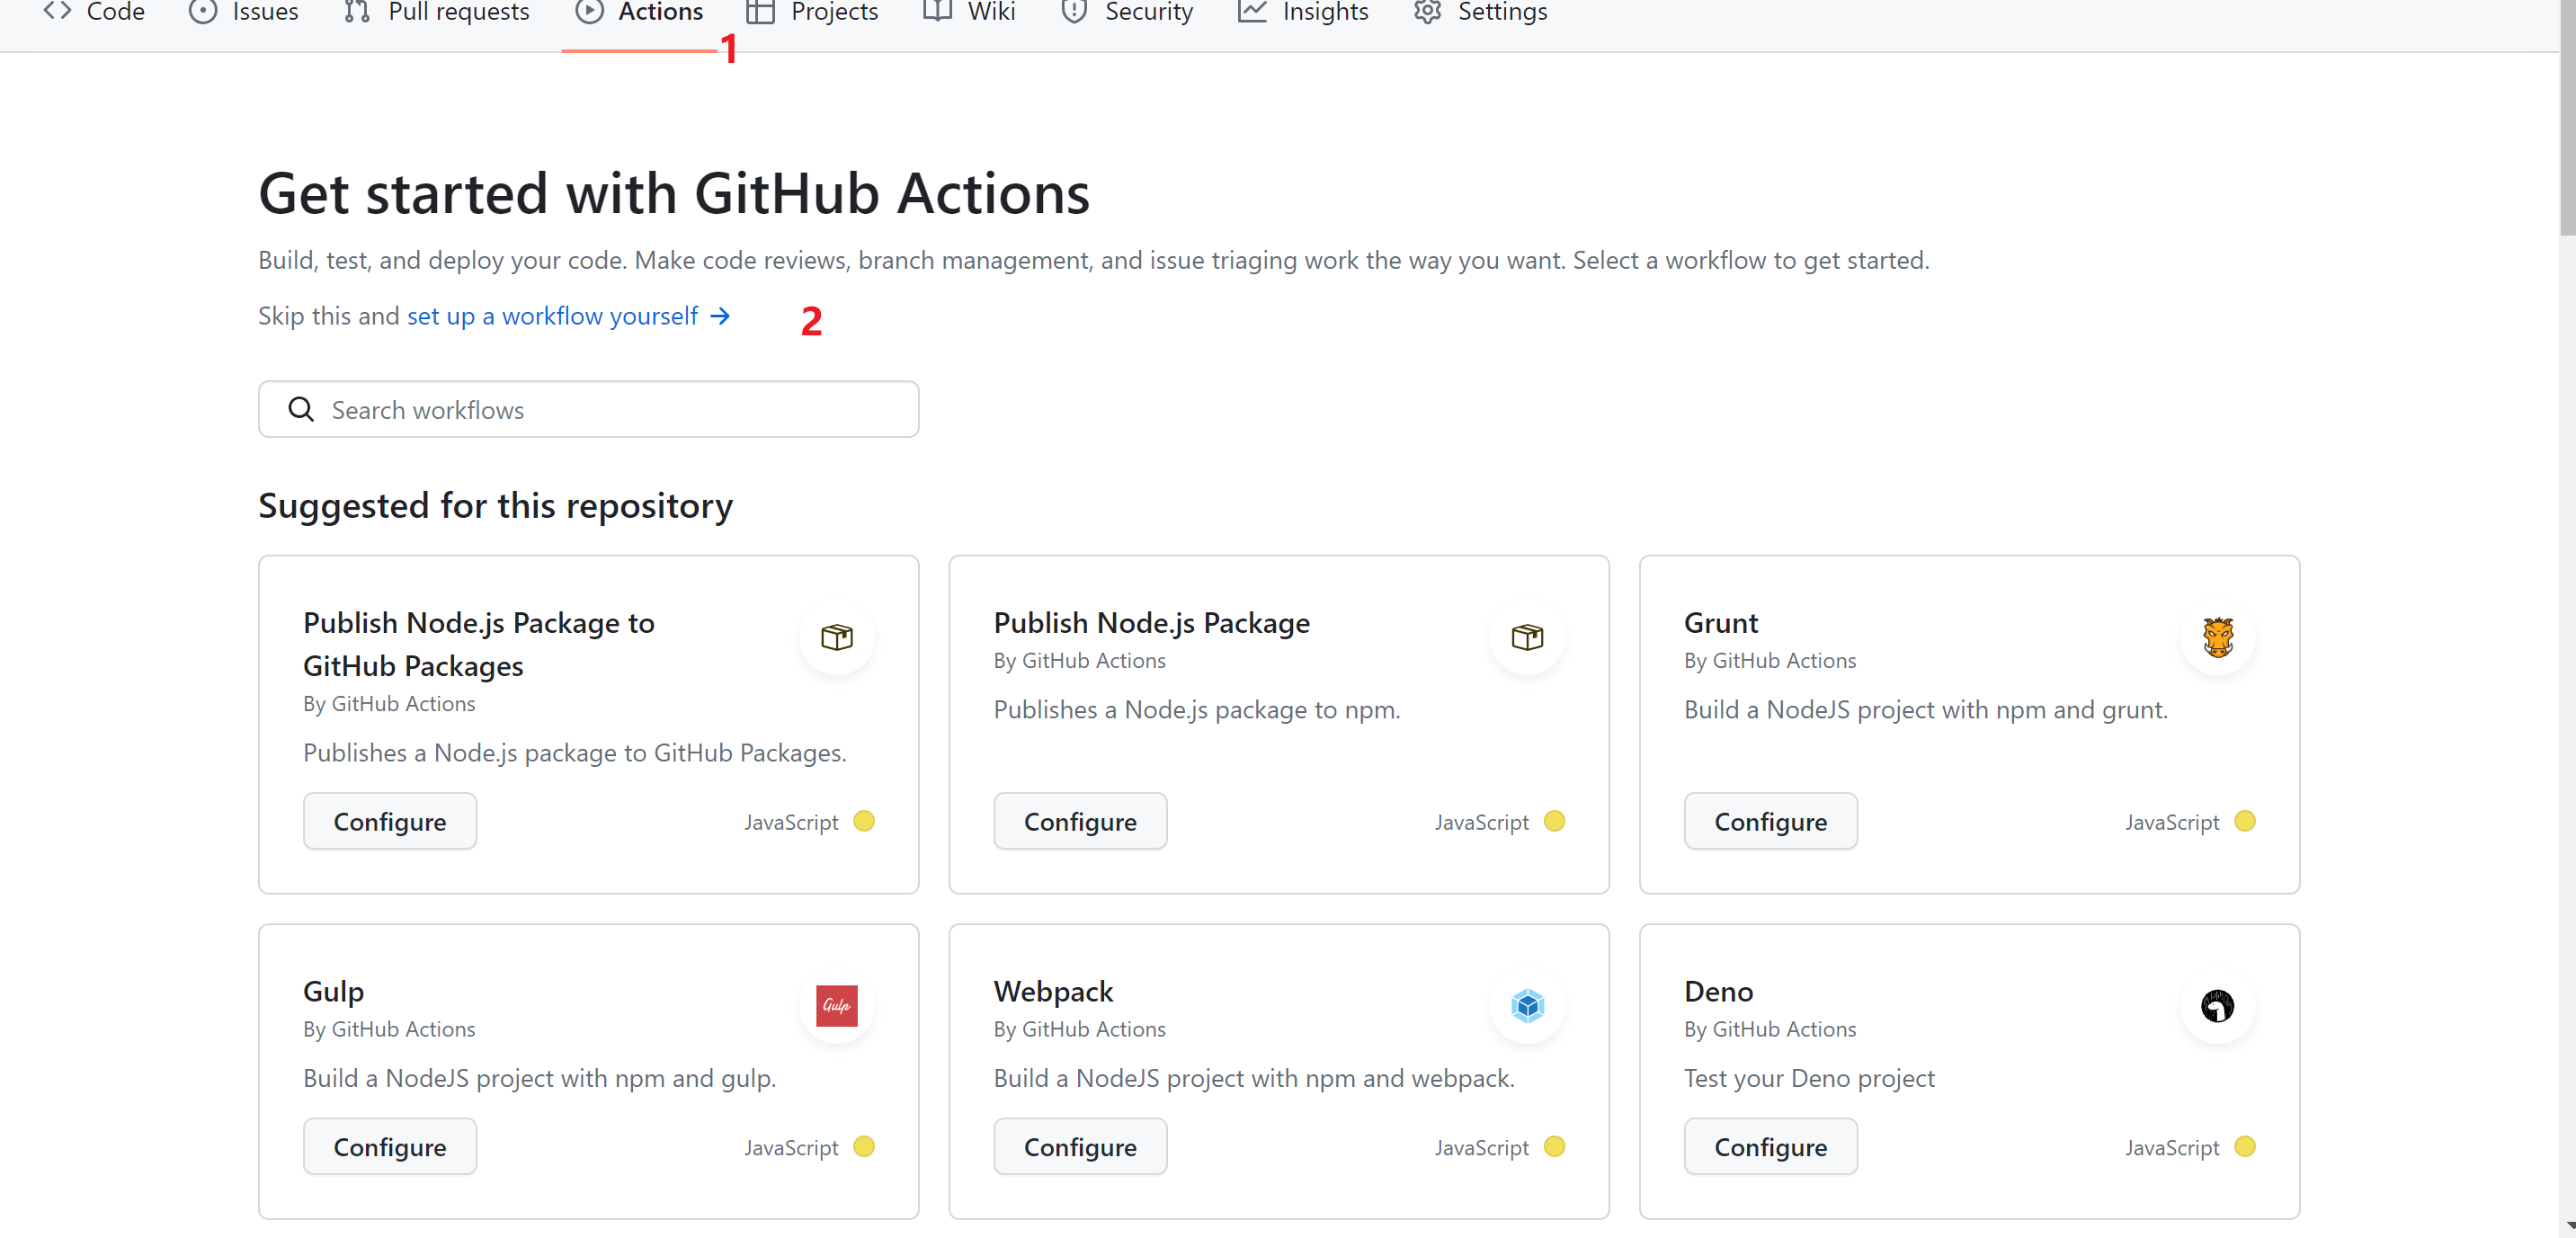 Code Issues Pull requests Actions Projects Wiki Security Insights Settings
1
Get started with GitHub Actions
Build, test, and deploy your code. Make code reviews, branch management, and issue triaging work the way you want. Select a workflow to get started.
Skip this and set up a workflow yourself → 2
Search workflows
Suggested for this repository
Publish Node.js Package to
GitHub Packages
By GitHub Actions
Publishes a Node.js package to GitHub Packages.
Configure JavaScript
Publish Node.js Package
By GitHub Actions
Publishes a Node.js package to npm.
Configure JavaScript
Grunt
By GitHub Actions
Build a NodeJS project with npm and grunt.
Configure JavaScript
Gulp
Gulp
By GitHub Actions
Build a NodeJS project with npm and gulp.
Configure JavaScript
Webpack
By GitHub Actions
Build a NodeJS project with npm and webpack.
Configure JavaScript
Deno
By GitHub Actions
Test your Deno project
Configure JavaScript